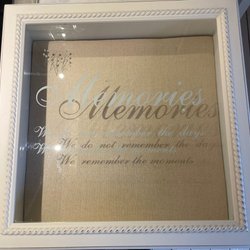 Memories
We do not remember the days
We remember the moments